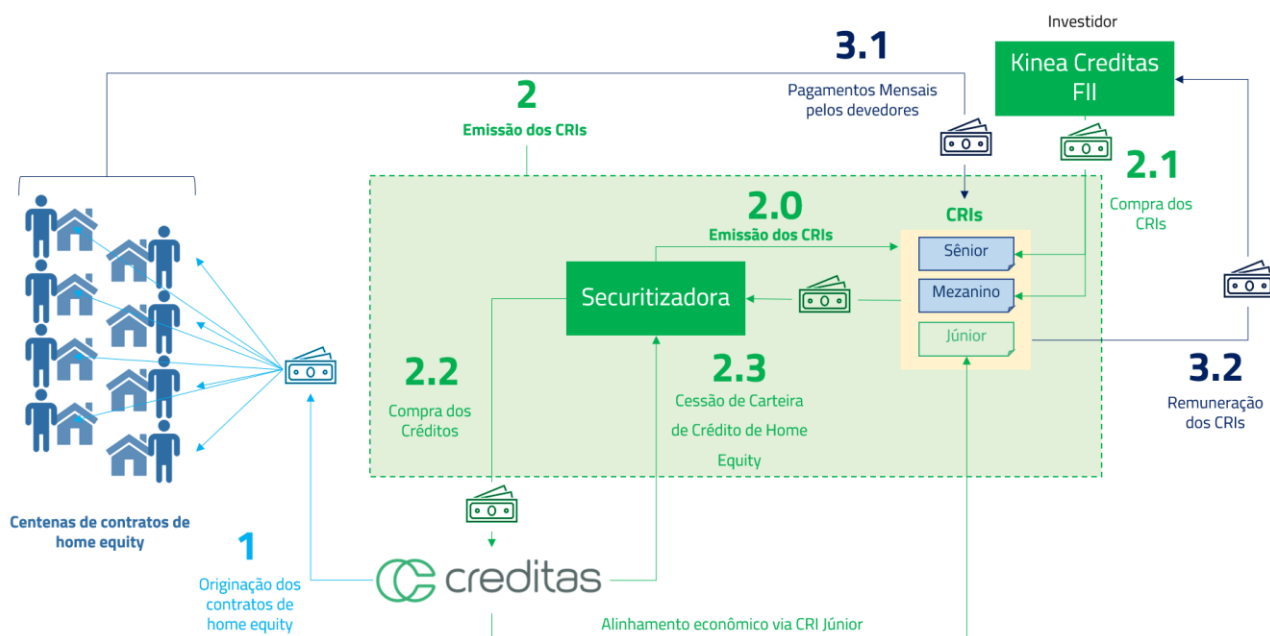 Investidor
Kinea Creditas
FII
3.1
Pagamentos Mensais
pelos devedores
2
Emissão dos CRIs
2.1
Compra dos
CRIs
2.0
Emissão dos CRIs
CRIs
Sênior
Mezanino
Júnior
Securitizadora
2.2
Compra dos
Créditos
2.3
Cessão de Carteira
de Crédito de Home
Equity
3.2
Remuneração
dos CRIs
Centenas de contratos de
home equity
1
Originação dos
contratos de
home equity
creditas
Alinhamento econômico via CRI Júnior